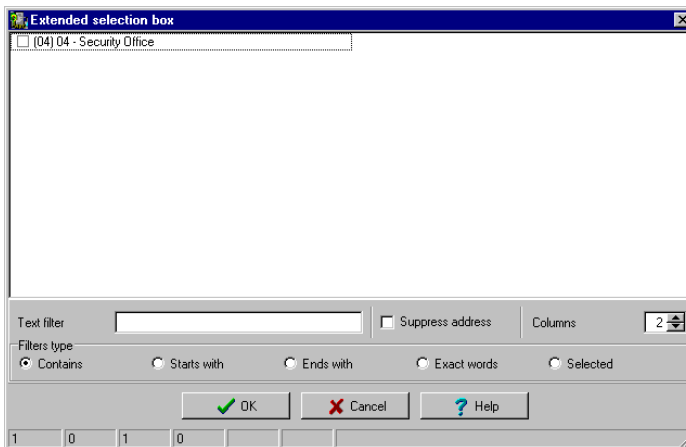 Extended selection box
(04) 04 - Security Office
Text filter Suppress address Columns 2
Filters type
Contains Starts with Ends with Exact words Selected
OK Cancel ? Help
1 0 1 0